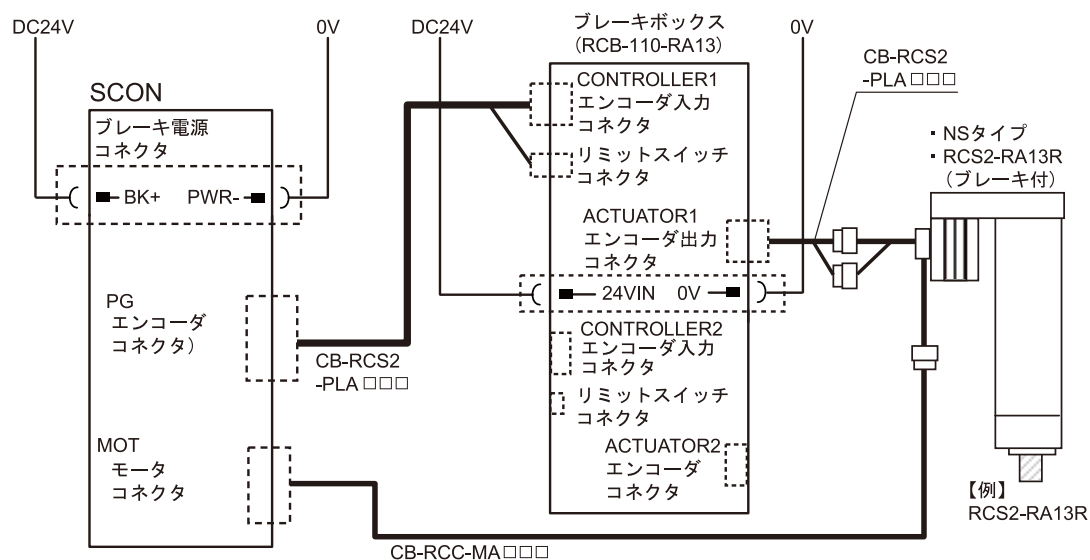 DC24V
0V
DC24V
ブレーキボックス
(RCB-110-RA13)
0V
CB-RCS2
-PLA□□□
SCON
ブレーキ電源
コネクタ
BK+
PWR-
CONTROLLER1
エンコーダ入力
コネクタ
リミットスイッチ
コネクタ
・NSタイプ
・RCS2-RA13R
(ブレーキ付)
ACTUATOR1
エンコーダ出力
コネクタ
24VIN
0V
PG
エンコーダ
コネクタ)
CB-RCS2
-PLA□□□
CONTROLLER2
エンコーダ入力
コネクタ
リミットスイッチ
コネクタ
MOT
モータ
コネクタ
ACTUATOR2
エンコーダ
コネクタ
【例】
RCS2-RA13R
CB-RCC-MA□□□